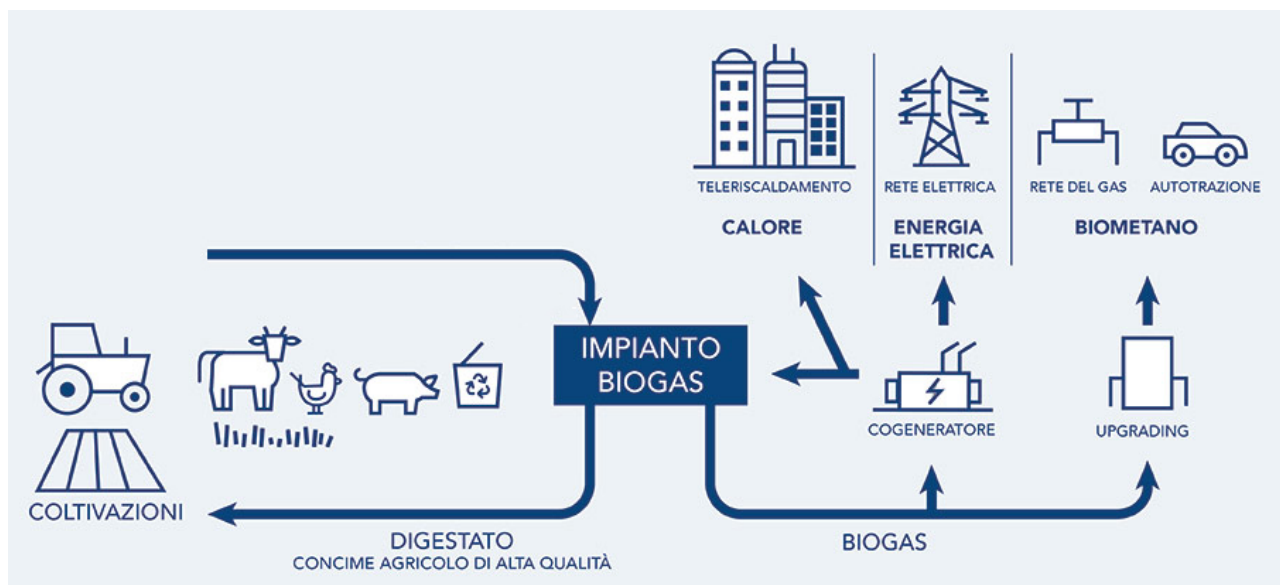 TELERISCALDAMENTO
CALORE
RETE ELETTRICA
ENERGIA
ELETTRICA
RETE DEL GAS
AUTOTRAZIONE
BIOMETANO
IMPIANTO
BIOGAS
COGENERATORE
UPGRADING
COLTIVAZIONI
DIGESTATO
CONCIME AGRICOLO DI ALTA QUALITÀ
BIOGAS